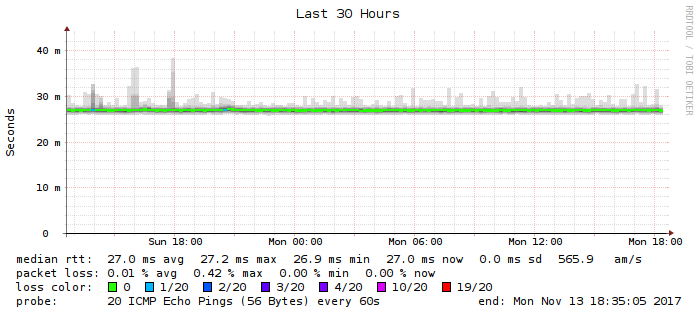 Last 30 Hours
RRDTOOL / TOBI OETIKER
Seconds
40 m
30 m
20 m
10 m
0
Sun 18:00 Mon 00:00 Mon 06:00 Mon 12:00 Mon 18:00
median rtt: 27.0 ms avg 27.2 ms max 26.9 ms min 27.0 ms now 0.0 ms sd 565.9 am/s
packet loss: 0.01 % avg 0.42 % max 0.00 % min 0.00 % now
loss color: 0 1/20 2/20 3/20 4/20 10/20 19/20
probe: 20 ICMP Echo Pings (56 Bytes) every 60s end: Mon Nov 13 18:35:05 2017